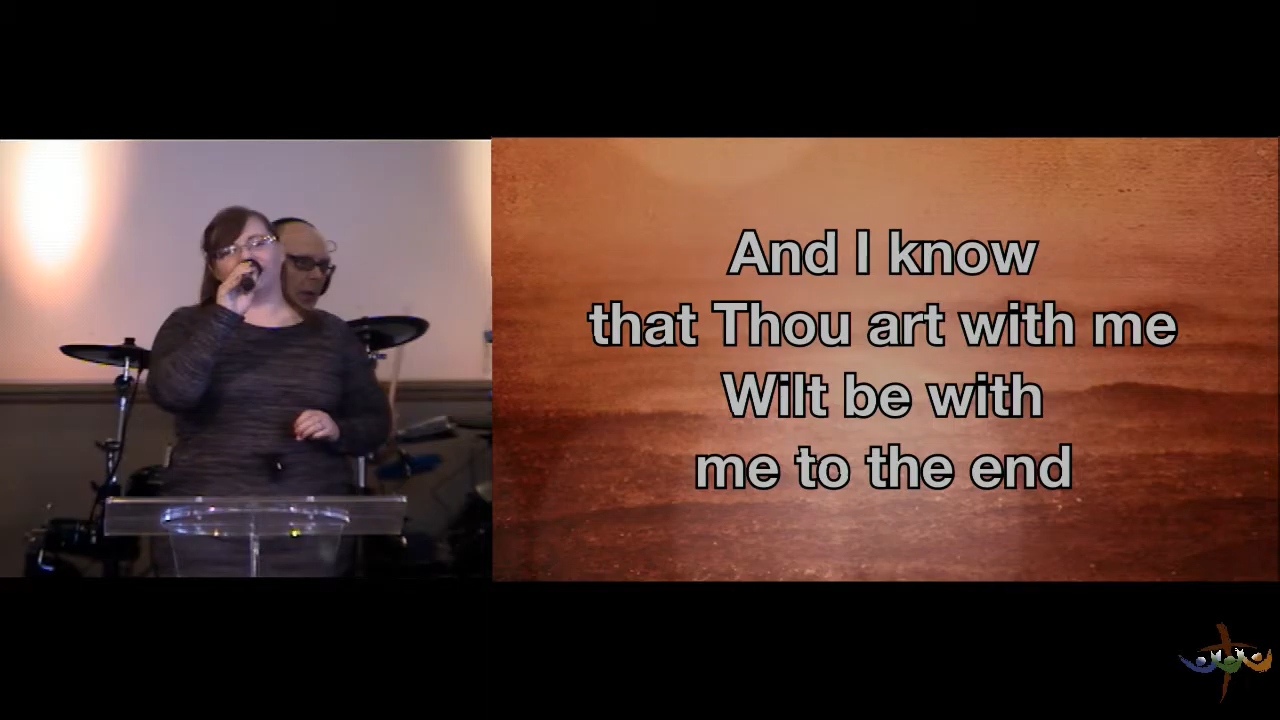 And I know
that Thou art with me
Wilt be with
me to the end